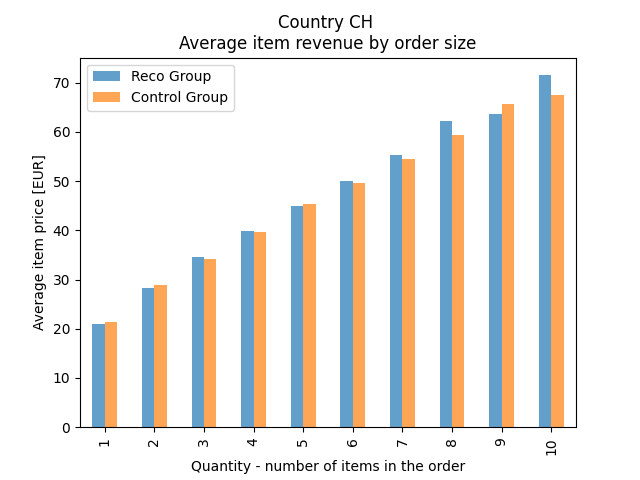 Country CH
Average item revenue by order size
Reco Group
Control Group
Average item price [EUR]
70
60
50
40
30
20
10
0
1 2 3 4 5 6 7 8 9 10
Quantity - number of items in the order